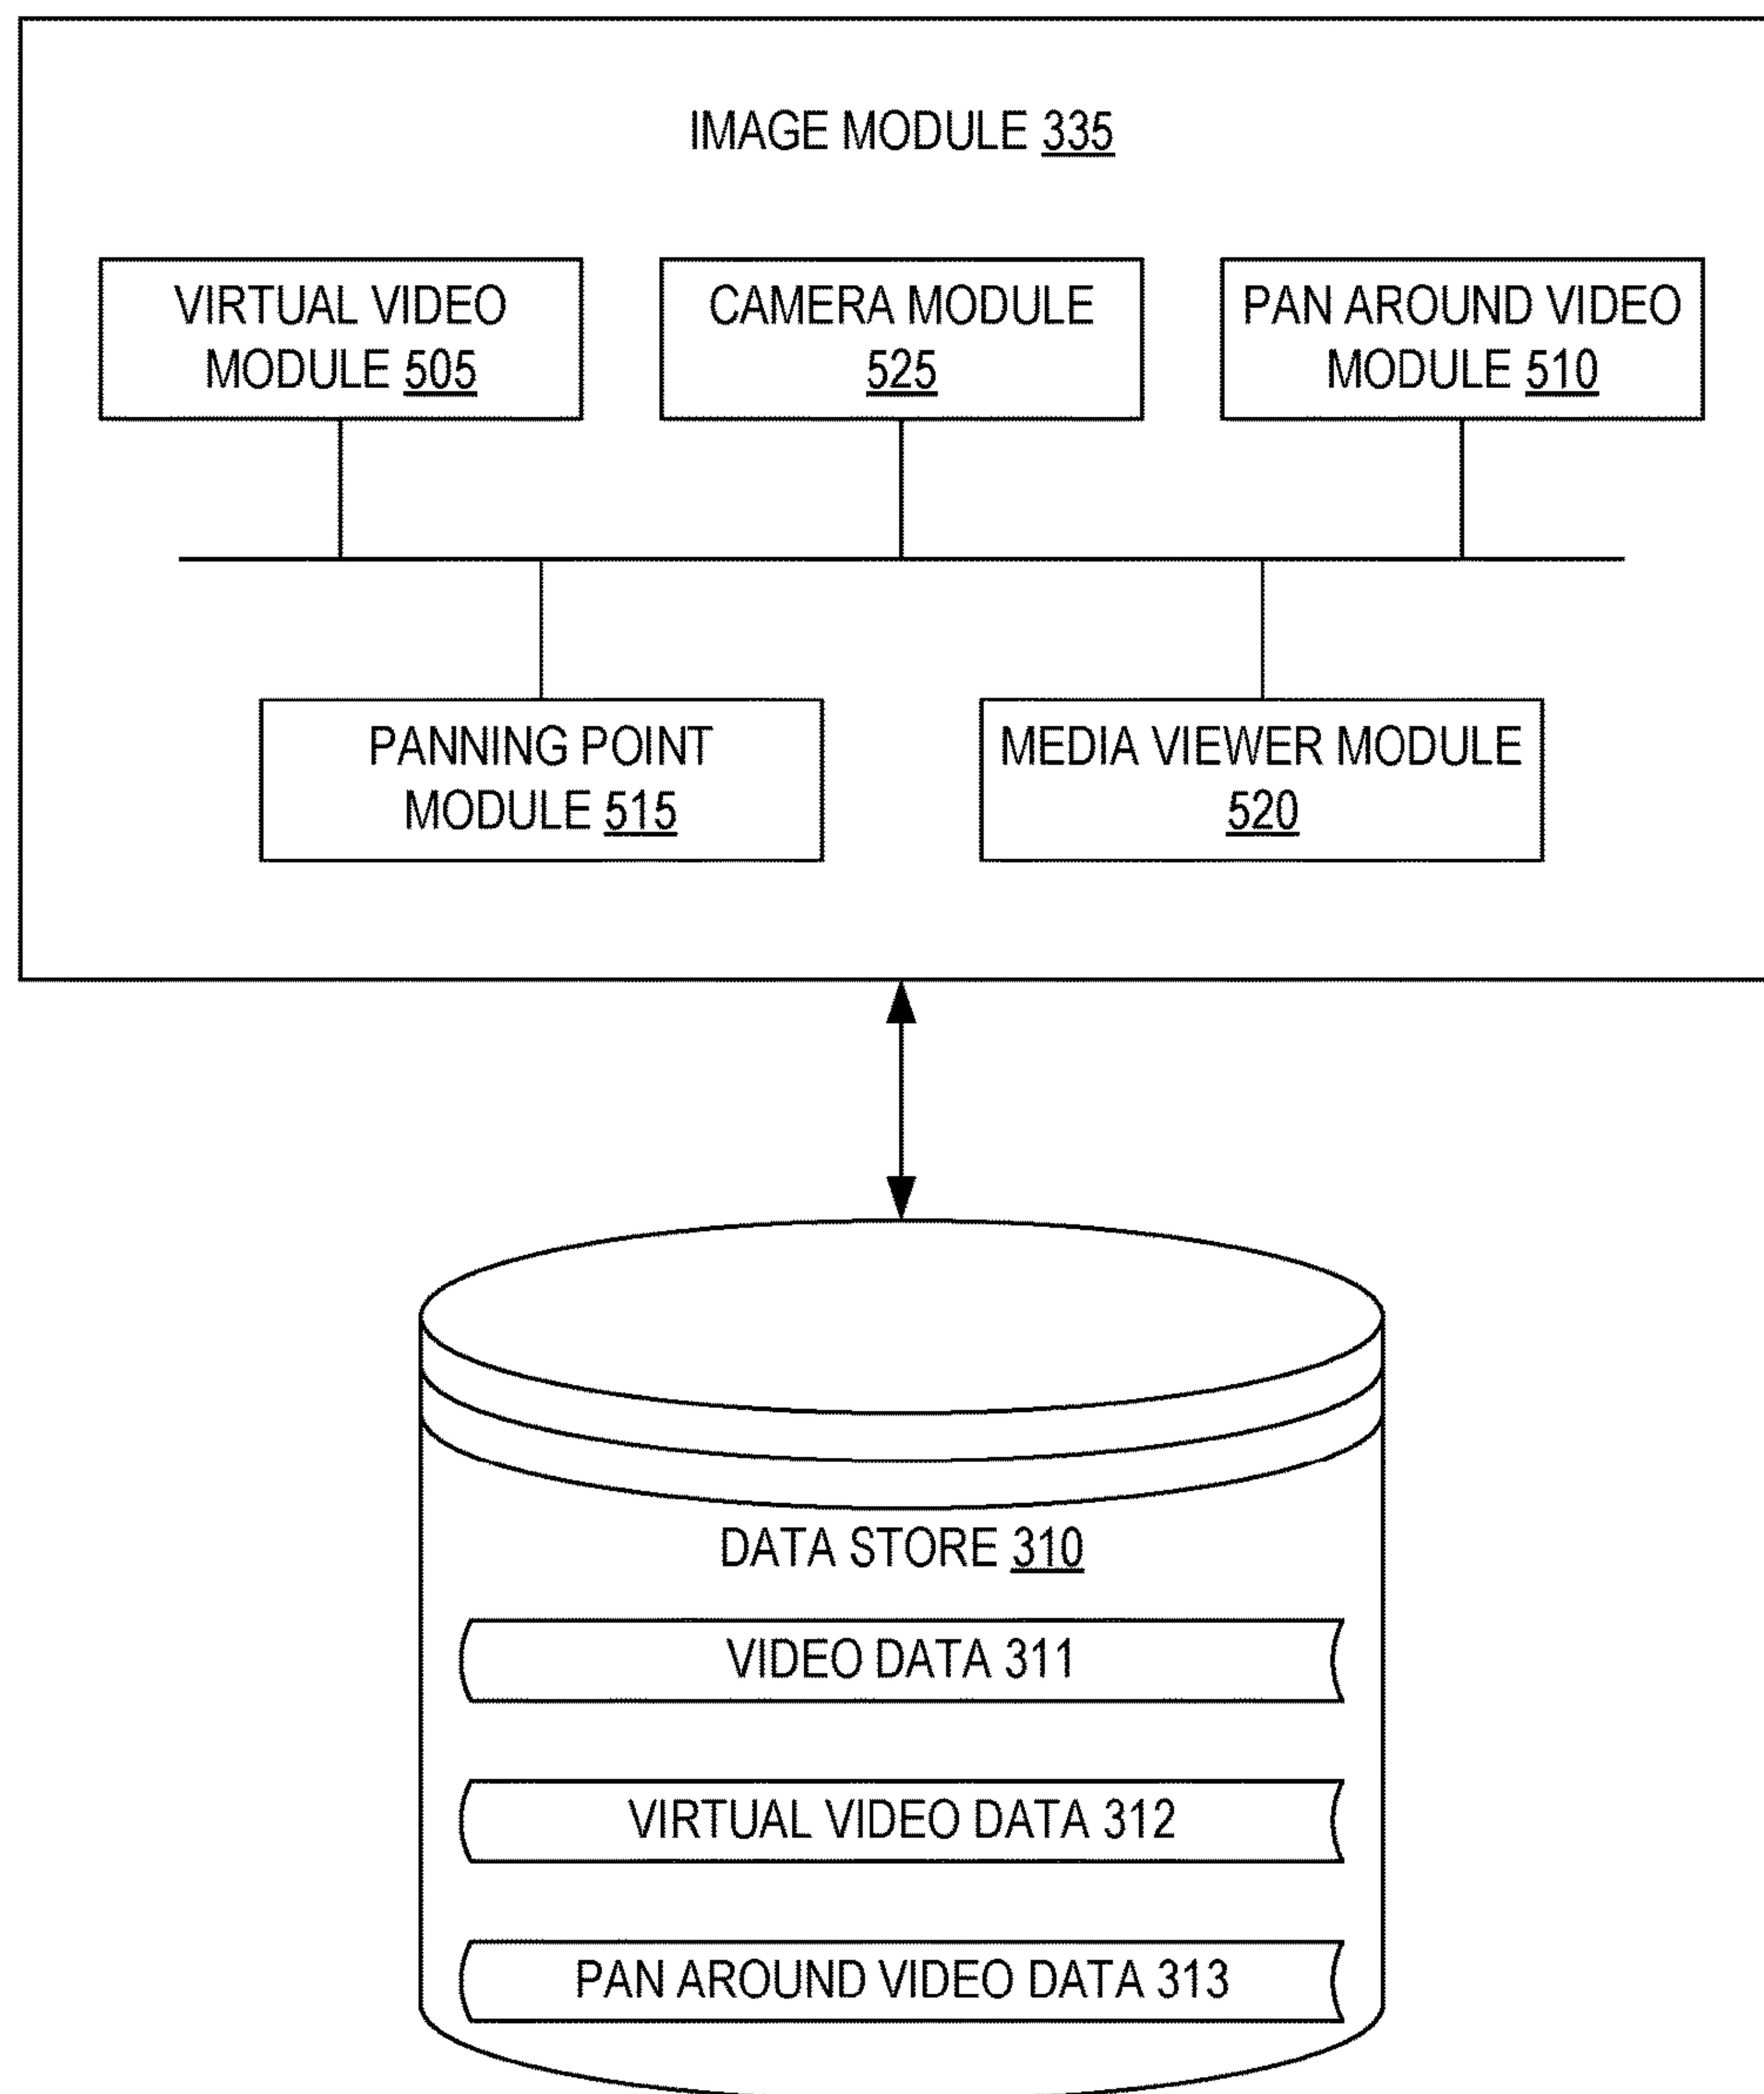 IMAGE MODULE 335
VIRTUAL VIDEO
MODULE 505
CAMERA MODULE
525
PAN AROUND VIDEO
MODULE 510
PANNING POINT
MODULE 515
MEDIA VIEWER MODULE
520
DATA STORE 310
VIDEO DATA 311
VIRTUAL VIDEO DATA 312
PAN AROUND VIDEO DATA 313